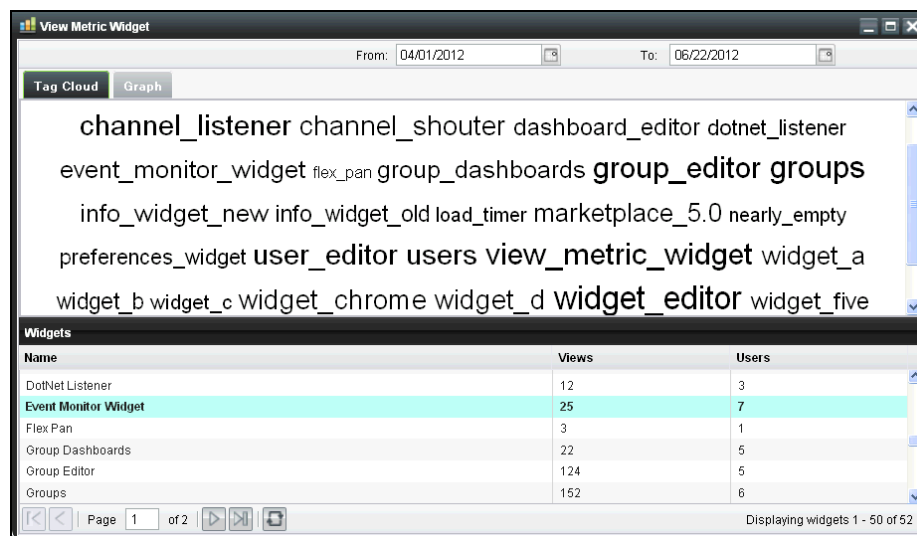 View Metric Widget
From: 04/01/2012 To: 06/22/2012
Tag Cloud Graph
channel_listener channel_shouter dashboard_editor dotnet_listener
event_monitor_widget flex_pan group_dashboards group_editor groups
info_widget_new info_widget_old load_timer marketplace_5.0 nearly_empty
preferences_widget user_editor users view_metric_widget widget_a
widget_b widget_c widget_chrome widget_d widget_editor widget_five
Widgets
Name Views Users
DotNet Listener 12 3
Event Monitor Widget 25 7
Flex Pan 3 1
Group Dashboards 22 5
Group Editor 124 5
Groups 152 6
Page 1 of 2 Displaying widgets 1 - 50 of 52